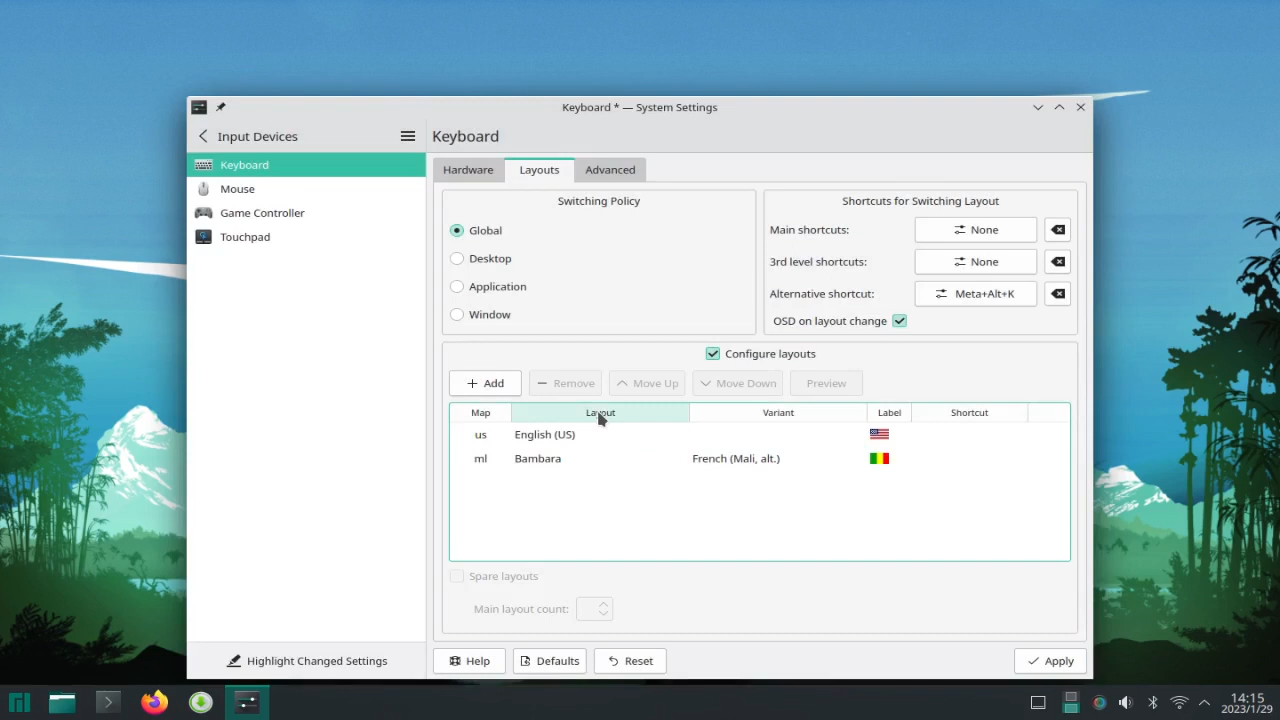 Keyboard * — System Settings
Input Devices
Keyboard
Keyboard
Mouse
Game Controller
Touchpad
Highlight Changed Settings
Hardware
Layouts
Advanced
Switching Policy
Global
Desktop
Application
Window
Shortcuts for Switching Layout
Main shortcuts: None
3rd level shortcuts: None
Alternative shortcut: Meta+Alt+K
OSD on layout change
Configure layouts
Add
Remove
Move Up
Move Down
Preview
Map Layout Variant Label Shortcut
us English (US)
ml Bambara French (Mali, alt.)
Spare layouts
Main layout count:
Help
Defaults
Reset
Apply
14:15
2023/1/29